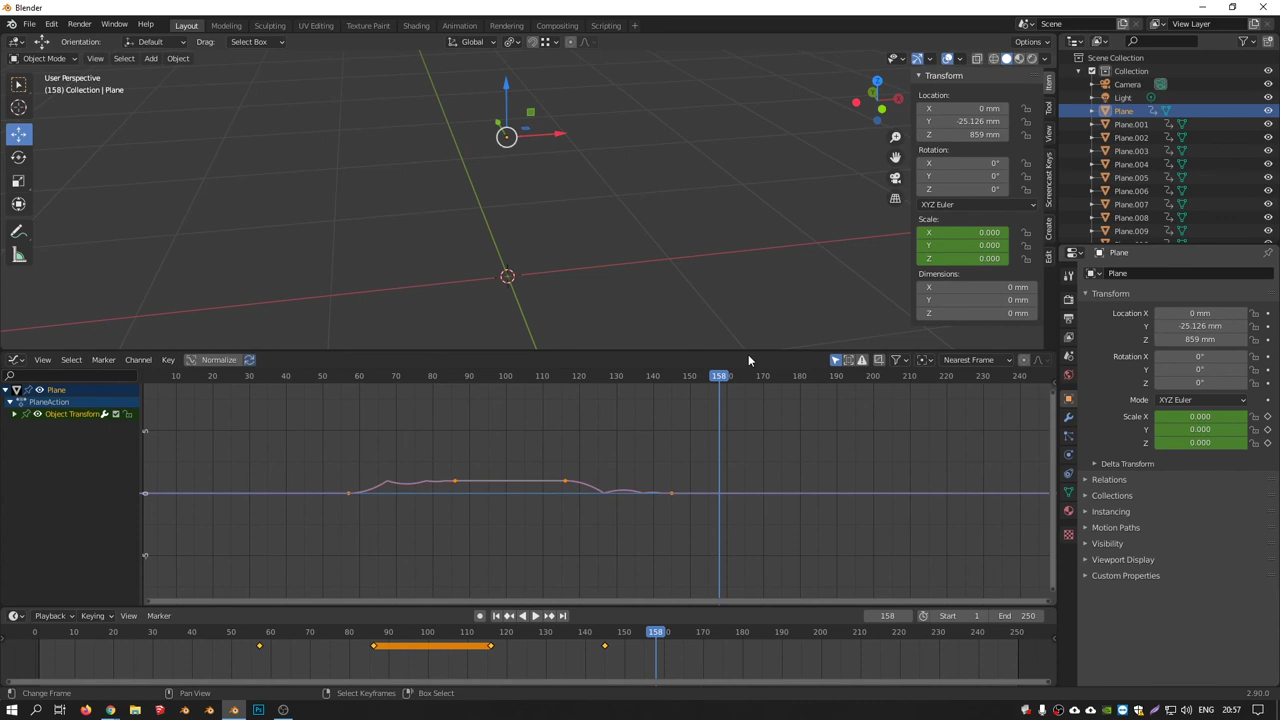 Blender
File Edit Render Window Help Layout Modeling Sculpting UV Editing Texture Paint Shading Animation Rendering Compositing Scripting + Scene View Layer
Orientation: Default Drag: Select Box Global Options
Object Mode View Select Add Object
User Perspective
(158) Collection | Plane
Z
Y
X
Transform
Location:
X 0 mm
Y -25.126 mm
Z 859 mm
Rotation:
X 0°
Y 0°
Z 0°
XYZ Euler
Scale:
X 0.000
Y 0.000
Z 0.000
Dimensions:
X 0 mm
Y 0 mm
Z 0 mm
Item
Tool
View
Screencast Keys
Create
Edit
Scene Collection
Collection
Camera
Light
Plane
Plane.001
Plane.002
Plane.003
Plane.004
Plane.005
Plane.006
Plane.007
Plane.008
Plane.009
Plane
Plane
Transform
Location X 0 mm
Y -25.126 mm
Z 859 mm
Rotation X 0°
Y 0°
Z 0°
Mode XYZ Euler
Scale X 0.000
Y 0.000
Z 0.000
Delta Transform
Relations
Collections
Instancing
Motion Paths
Visibility
Viewport Display
Custom Properties
View Select Marker Channel Key Normalize Nearest Frame
10 20 30 40 50 60 70 80 90 100 110 120 130 140 150 158 170 180 190 200 210 220 230 240
Plane
PlaneAction
Object Transform
5
0
-5
Playback Keying View Marker 158 Start 1 End 250
0 10 20 30 40 50 60 70 80 90 100 110 120 130 140 150 158 170 180 190 200 210 220 230 240 250
Change Frame Pan View Select Keyframes Box Select 2.90.0
Ps ENG 20:57